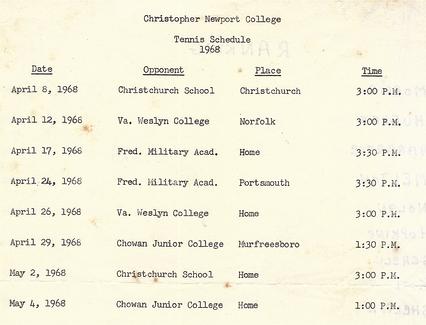 Christopher Newport College
Tennis Schedule
1968
Date Opponent Place Time
April 8, 1968 Christchurch School Christchurch 3:00 P.M.
April 12, 1968 Va. Weslyn College Norfolk 3:00 P.M.
April 17, 1968 Fred. Military Acad. Home 3:30 P.M.
April 24, 1968 Fred. Military Acad. Portsmouth 3:30 P.M.
April 26, 1968 Va. Weslyn College Home 3:00 P.M.
April 29, 1968 Chowan Junior College Murfreesboro 1:30 P.M.
May 2, 1968 Christchurch School Home 3:00 P.M.
May 4, 1968 Chowan Junior College Home 1:00 P.M.